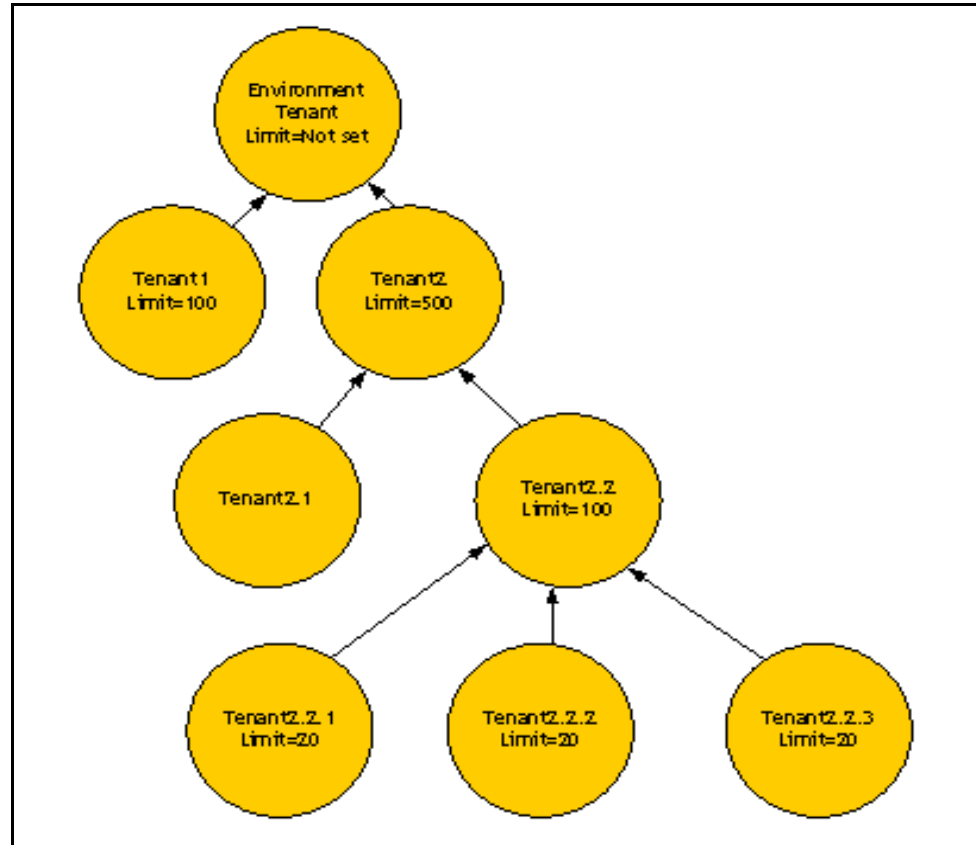 Environment
Tenant
Limit=Not set
Tenant1
Limit=100
Tenant2
Limit=500
Tenant2.1
Tenant2.2
Limit=100
Tenant2.2.1
Limit=20
Tenant2.2.2
Limit=20
Tenant2.2.3
Limit=20